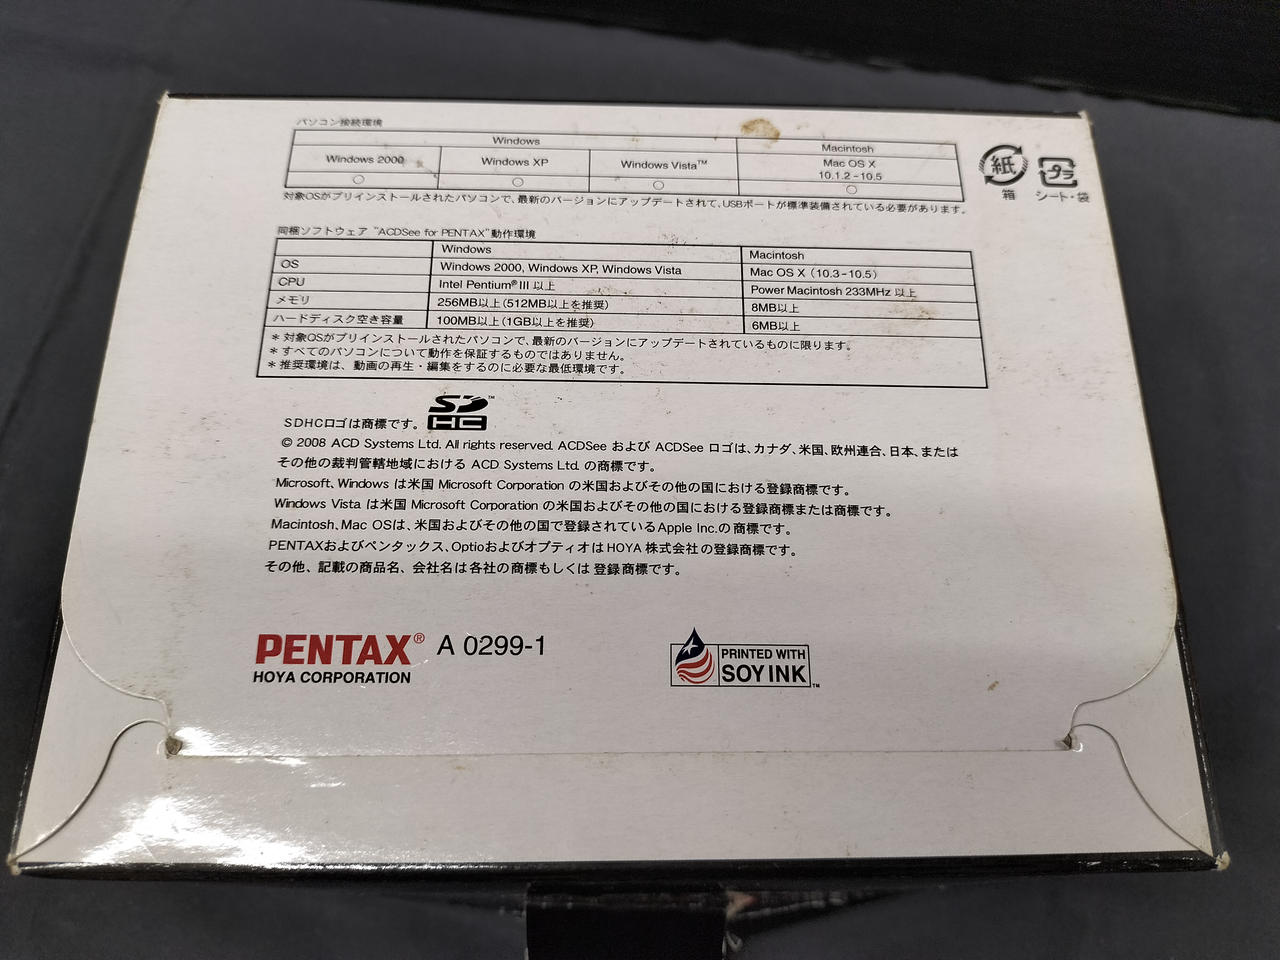 パソコン接続環境
Windows Macintosh
Windows 2000 Windows XP Windows Vista™ Mac OS X
10.1.2-10.5
○ ○ ○ ○
対象OSがプリインストールされたパソコンで、最新のバージョンにアップデートされて、USBポートが標準装備されている必要があります。
紙
箱
プラ
シート・袋
同梱ソフトウェア "ACDSee for PENTAX"動作環境
Windows Macintosh
OS Windows 2000, Windows XP, Windows Vista Mac OS X (10.3-10.5)
CPU Intel Pentium®III 以上 Power Macintosh 233MHz 以上
メモリ 256MB以上(512MB以上を推奨) 8MB以上
ハードディスク空き容量 100MB以上(1GB以上を推奨) 6MB以上
＊対象OSがプリインストールされたパソコンで、最新のバージョンにアップデートされているものに限ります。
＊すべてのパソコンについて動作を保証するものではありません。
＊推奨環境は、動画の再生・編集をするのに必要な最低環境です。
SDHCロゴは商標です。 SD HC ™
© 2008 ACD Systems Ltd. All rights reserved. ACDSee および ACDSee ロゴは、カナダ、米国、欧州連合、日本、または
その他の裁判管轄地域における ACD Systems Ltd. の商標です。
Microsoft、Windows は米国 Microsoft Corporation の米国およびその他の国における登録商標です。
Windows Vista は米国 Microsoft Corporation の米国およびその他の国における登録商標または商標です。
Macintosh、Mac OSは、米国およびその他の国で登録されているApple Inc.の商標です。
PENTAXおよびペンタックス、OptioおよびオプティオはHOYA 株式会社の登録商標です。
その他、記載の商品名、会社名は各社の商標もしくは 登録商標です。
PENTAX® A 0299-1
HOYA CORPORATION
PRINTED WITH
SOY INK™